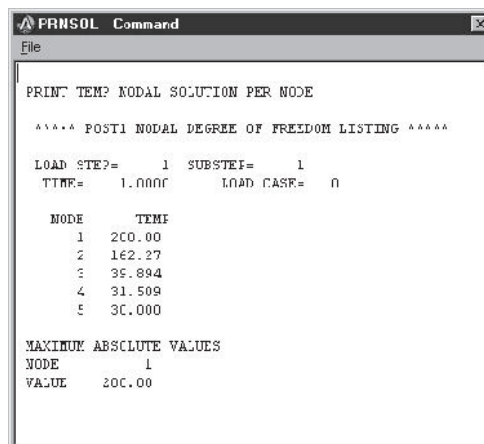 PRNSOL Command
File
PRINT TEMP NODAL SOLUTION PER NODE
***** POST1 NODAL DEGREE OF FREEDOM LISTING *****
LOAD STEP= 1 SUBSTEP= 1
TIME= 1.0000 LOAD CASE= 0
NODE TEMP
1 200.00
2 162.27
3 39.894
4 31.509
5 30.000
MAXIMUM ABSOLUTE VALUES
NODE 1
VALUE 200.00